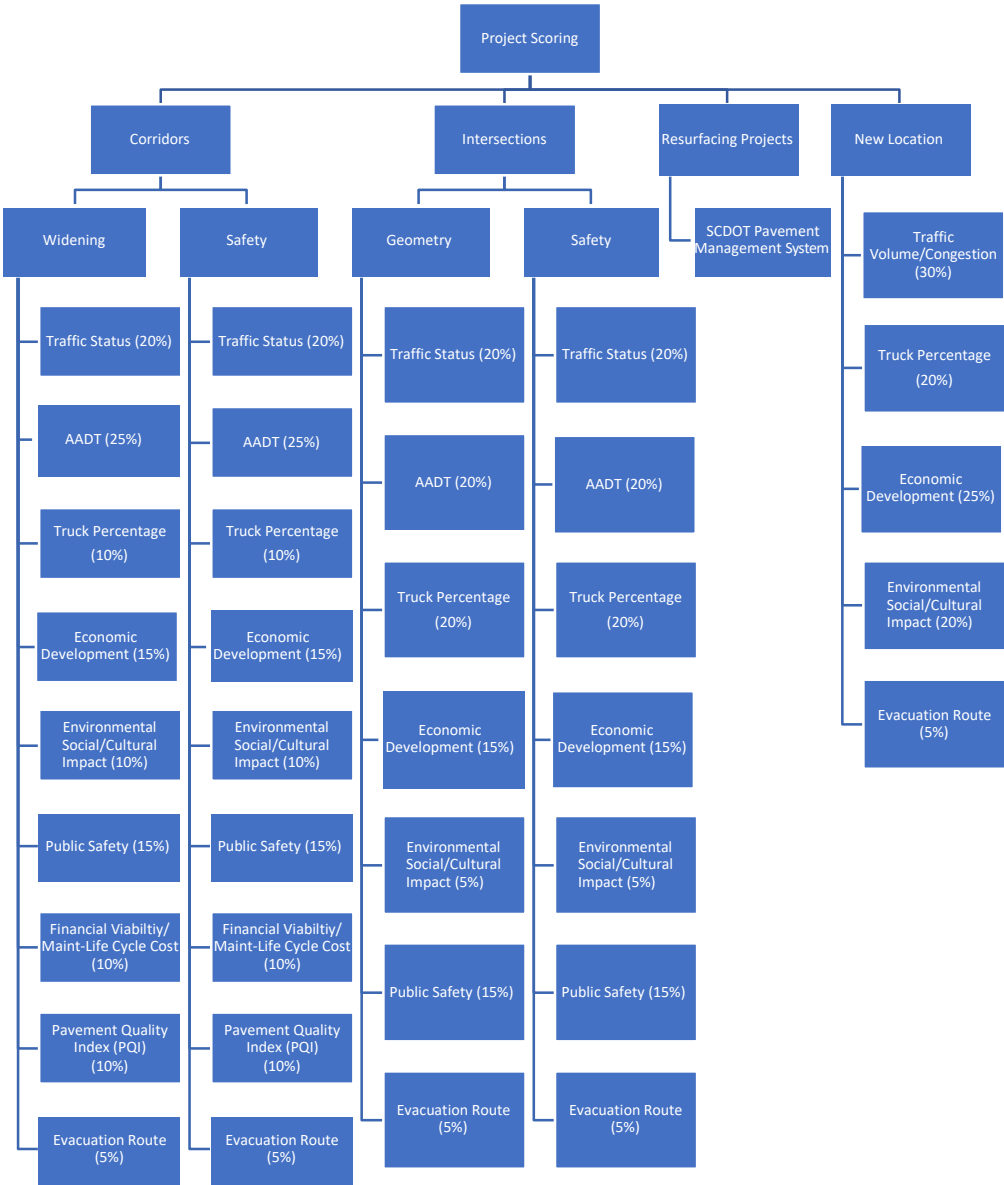 Project Scoring
Corridors
Intersections
Resurfacing Projects
New Location
Widening
Safety
Geometry
Safety
SCDOT Pavement
Management System
Traffic
Volume/Congestion
(30%)
Truck Percentage
(20%)
Economic
Development (25%)
Environmental
Social/Cultural
Impact (20%)
Evacuation Route
(5%)
Traffic Status (20%)
AADT (25%)
Truck Percentage
(10%)
Economic
Development (15%)
Environmental
Social/Cultural
Impact (10%)
Public Safety (15%)
Financial Viabiltiy/
Maint-Life Cycle Cost
(10%)
Pavement Quality
Index (PQI)
(10%)
Evacuation Route
(5%)
Traffic Status (20%)
AADT (25%)
Truck Percentage
(10%)
Economic
Development (15%)
Environmental
Social/Cultural
Impact (10%)
Public Safety (15%)
Financial Viabiltiy/
Maint-Life Cycle Cost
(10%)
Pavement Quality
Index (PQI)
(10%)
Evacuation Route
(5%)
Traffic Status (20%)
AADT (20%)
Truck Percentage
(20%)
Economic
Development (15%)
Environmental
Social/Cultural
Impact (5%)
Public Safety (15%)
Evacuation Route
(5%)
Traffic Status (20%)
AADT (20%)
Truck Percentage
(20%)
Economic
Development (15%)
Environmental
Social/Cultural
Impact (5%)
Public Safety (15%)
Evacuation Route
(5%)